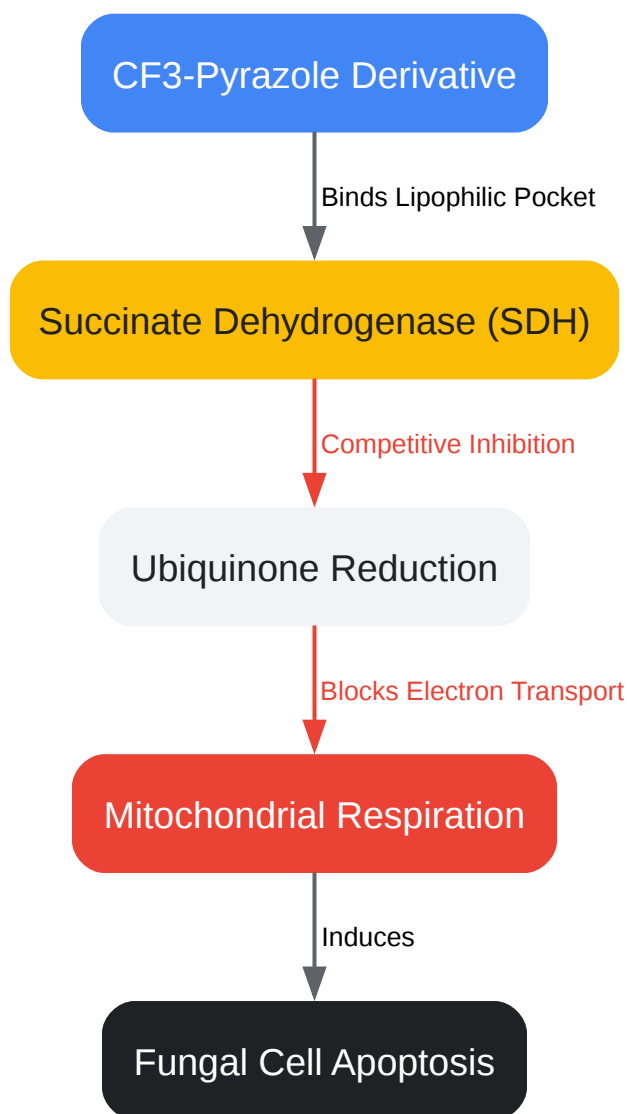 CF3-Pyrazole Derivative
Binds Lipophilic Pocket
Succinate Dehydrogenase (SDH)
Competitive Inhibition
Ubiquinone Reduction
Blocks Electron Transport
Mitochondrial Respiration
Induces
Fungal Cell Apoptosis